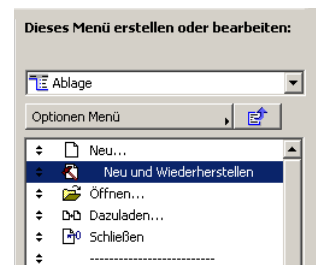 Dieses Menü erstellen oder bearbeiten:
Ablage
Optionen Menü
Neu...
Neu und Wiederherstellen
Öffnen...
Dazuladen...
Schließen
-------------------------